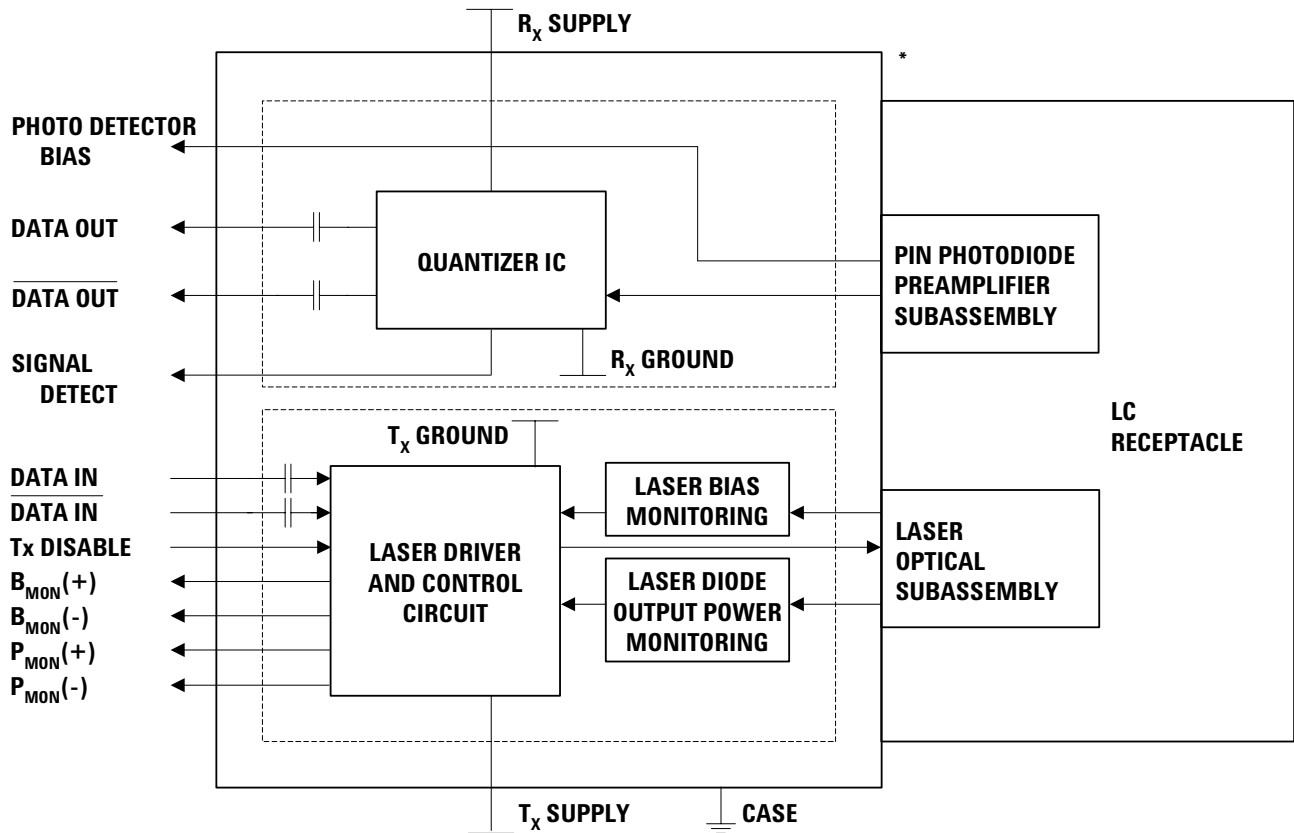 R_X SUPPLY
*
PHOTO DETECTOR
BIAS
DATA OUT
QUANTIZER IC
PIN PHOTODIODE
PREAMPLIFIER
SUBASSEMBLY
DATA OUT
R_X GROUND
SIGNAL
DETECT
LC
RECEPTACLE
T_X GROUND
DATA IN
DATA IN
Tx DISABLE
B_MON(+)
B_MON(-)
P_MON(+)
P_MON(-)
LASER DRIVER
AND CONTROL
CIRCUIT
LASER BIAS
MONITORING
LASER DIODE
OUTPUT POWER
MONITORING
LASER
OPTICAL
SUBASSEMBLY
T_X SUPPLY
CASE